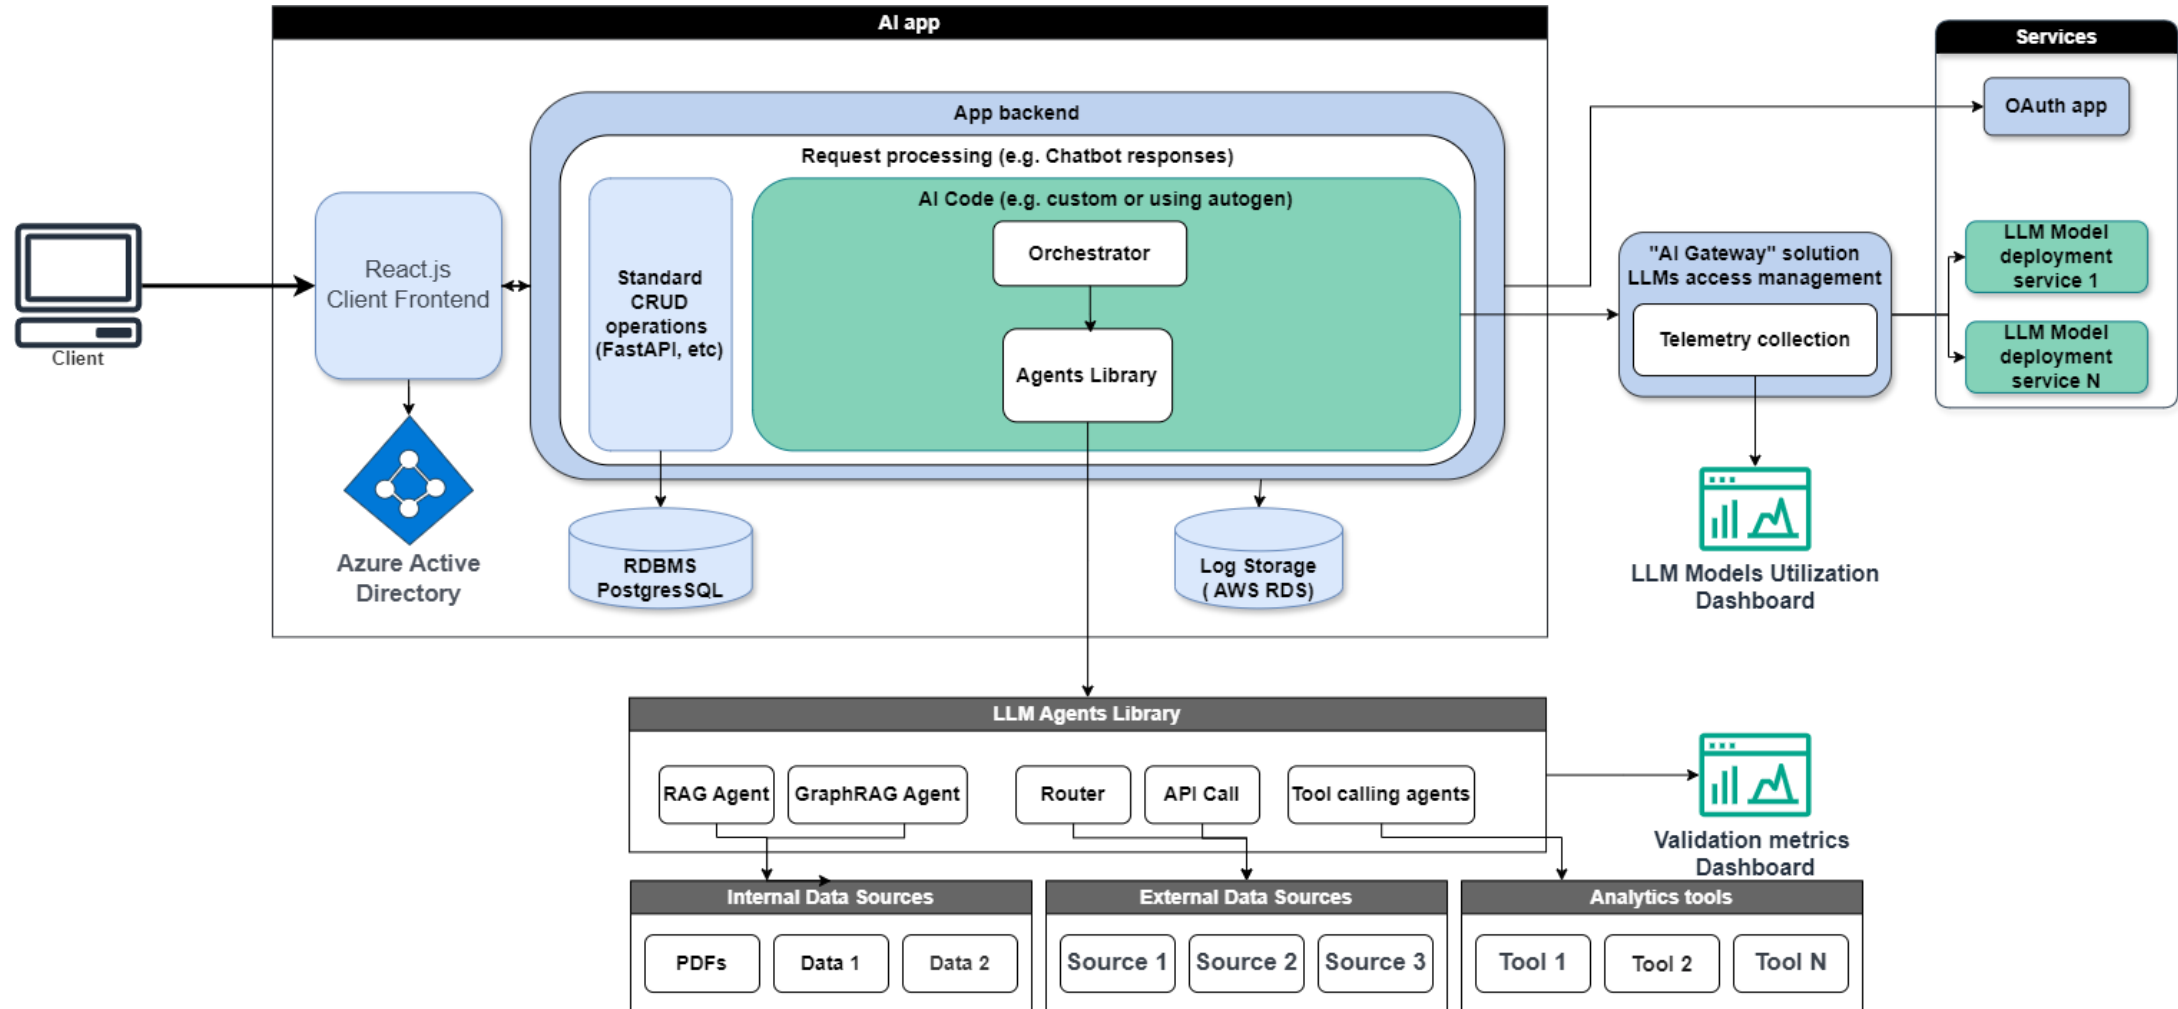 AI app
Services
App backend
OAuth app
Request processing (e.g. Chatbot responses)
AI Code (e.g. custom or using autogen)
Orchestrator
Agents Library
Standard
CRUD
operations
(FastAPI, etc)
React.js
Client Frontend
Client
Azure Active
Directory
RDBMS
PostgresSQL
Log Storage
( AWS RDS)
"AI Gateway" solution
LLMs access management
Telemetry collection
LLM Model
deployment
service 1
LLM Model
deployment
service N
LLM Models Utilization
Dashboard
LLM Agents Library
RAG Agent
GraphRAG Agent
Router
API Call
Tool calling agents
Validation metrics
Dashboard
Internal Data Sources
PDFs
Data 1
Data 2
External Data Sources
Source 1
Source 2
Source 3
Analytics tools
Tool 1
Tool 2
Tool N